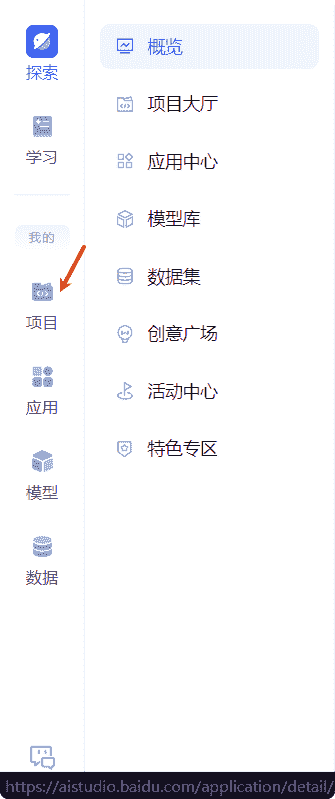 探索
学习
我的
项目
应用
模型
数据
概览
项目大厅
应用中心
模型库
数据集
创意广场
活动中心
特色专区
https://aistudio.baidu.com/application/detail/